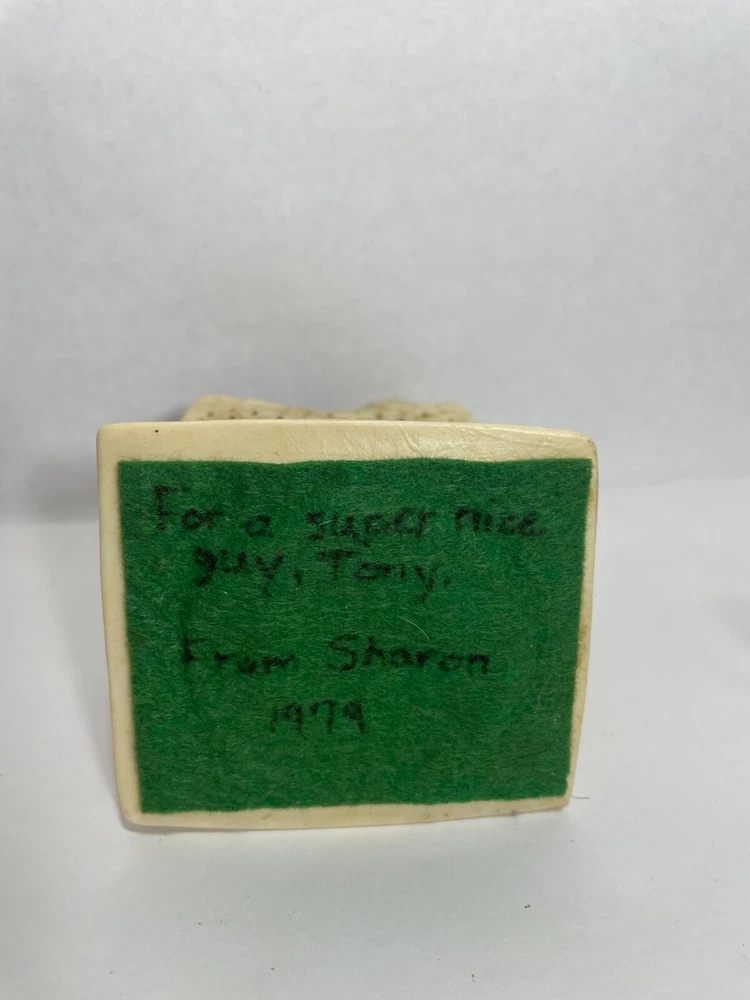 For a super nice
guy, Tony.
From Sharon
1979